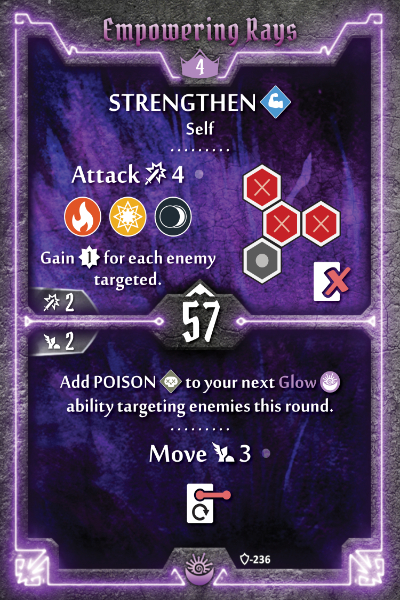 Empowering Rays
4
STRENGTHEN
Self
Attack 4
Gain 1 for each enemy
targeted.
2
57
2
Add POISON to your next Glow
ability targeting enemies this round.
Move 3
-236